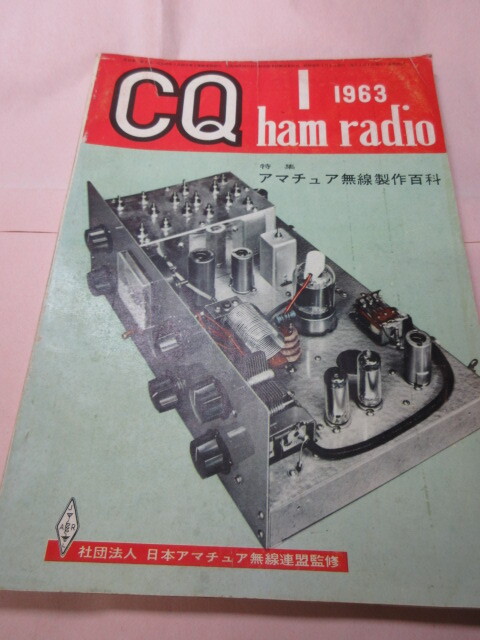 CQ
1 1963
ham radio
特集
アマチュア無線製作百科
J
A R
社団法人 日本アマチュア無線連盟監修